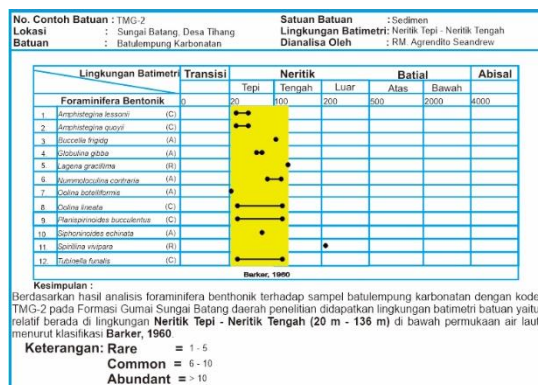 No. Contoh Batuan : TMG-2 Satuan Batuan : Sedimen
Lokasi : Sungai Batang, Desa Tihang Lingkungan Batimetri: Neritik Tepi - Neritik Tengah
Batuan : Batulempung Karbonatan Dianalisa Oleh : RM. Agrendito Seandrew
Lingkungan Batimetri Transisi Neritik Batial Abisal
Tepi Tengah Luar Atas Bawah
Foraminifera Bentonik 0 20 100 200 500 2000 4000
1 Amphistegina lessonii (C)
2 Amphistegina quoyii (C)
3 Buccella frigidg (A)
4 Globulina gibba (A)
5 Lagena gracillima (R)
6 Nummoloculina contraria (A)
7 Oolina botelliformis (A)
8 Oolina lineata (C)
9 Planispirinoides bucculentus (C)
10 Siphoninoides echinata (A)
11 Spirillina vivipara (R)
12 Tubinella funalis (C)
Barker, 1960
Kesimpulan :
Berdasarkan hasil analisis foraminifera benthonik terhadap sampel batulempung karbonatan dengan kode
TMG-2 pada Formasi Gumai Sungai Batang daerah penelitian didapatkan lingkungan batimetri batuan yaitu
relatif berada di lingkungan Neritik Tepi - Neritik Tengah (20 m - 136 m) di bawah permukaan air laut
menurut klasifikasi Barker, 1960.
Keterangan: Rare = 1 - 5
Common = 6 - 10
Abundant = > 10